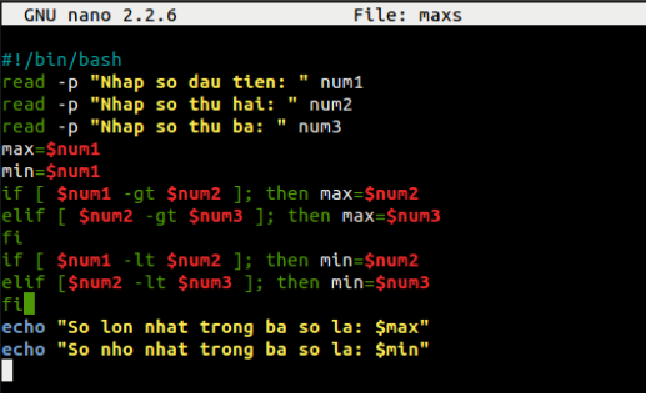 GNU nano 2.2.6 File: maxs
#!/bin/bash
read -p "Nhap so dau tien: " num1
read -p "Nhap so thu hai: " num2
read -p "Nhap so thu ba: " num3
max=$num1
min=$num1
if [ $num1 -gt $num2 ]; then max=$num2
elif [ $num2 -gt $num3 ]; then max=$num3
fi
if [ $num1 -lt $num2 ]; then min=$num2
elif [$num2 -lt $num3 ]; then min=$num3
fi
echo "So lon nhat trong ba so la: $max"
echo "So nho nhat trong ba so la: $min"